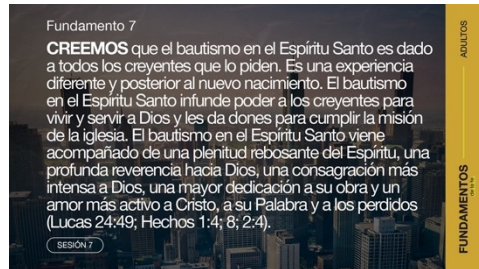 Fundamento 7
CREEMOS que el bautismo en el Espíritu Santo es dado
a todos los creyentes que lo piden. Es una experiencia
diferente y posterior al nuevo nacimiento. El bautismo
en el Espíritu Santo infunde poder a los creyentes para
vivir y servir a Dios y les da dones para cumplir la misión
de la iglesia. El bautismo en el Espíritu Santo viene
acompañado de una plenitud rebosante del Espíritu, una
profunda reverencia hacia Dios, una consagración más
intensa a Dios, una mayor dedicación a su obra y un
amor más activo a Cristo, a su Palabra y a los perdidos
(Lucas 24:49; Hechos 1:4; 8; 2:4).
SESIÓN 7
ADULTOS
FUNDAMENTOS